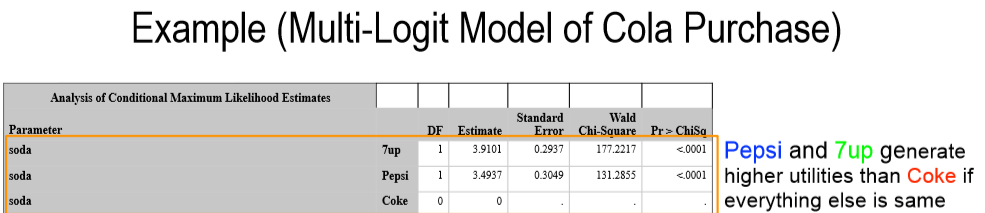 Example (Multi-Logit Model of Cola Purchase)
Analysis of Conditional Maximum Likelihood Estimates
Parameter DF Estimate Standard Error Wald Chi-Square Pr > ChiSq
soda 7up 1 3.9101 0.2937 177.2217 <.0001
soda Pepsi 1 3.4937 0.3049 131.2855 <.0001
soda Coke 0 0 . . .
Pepsi and 7up generate
higher utilities than Coke if
everything else is same